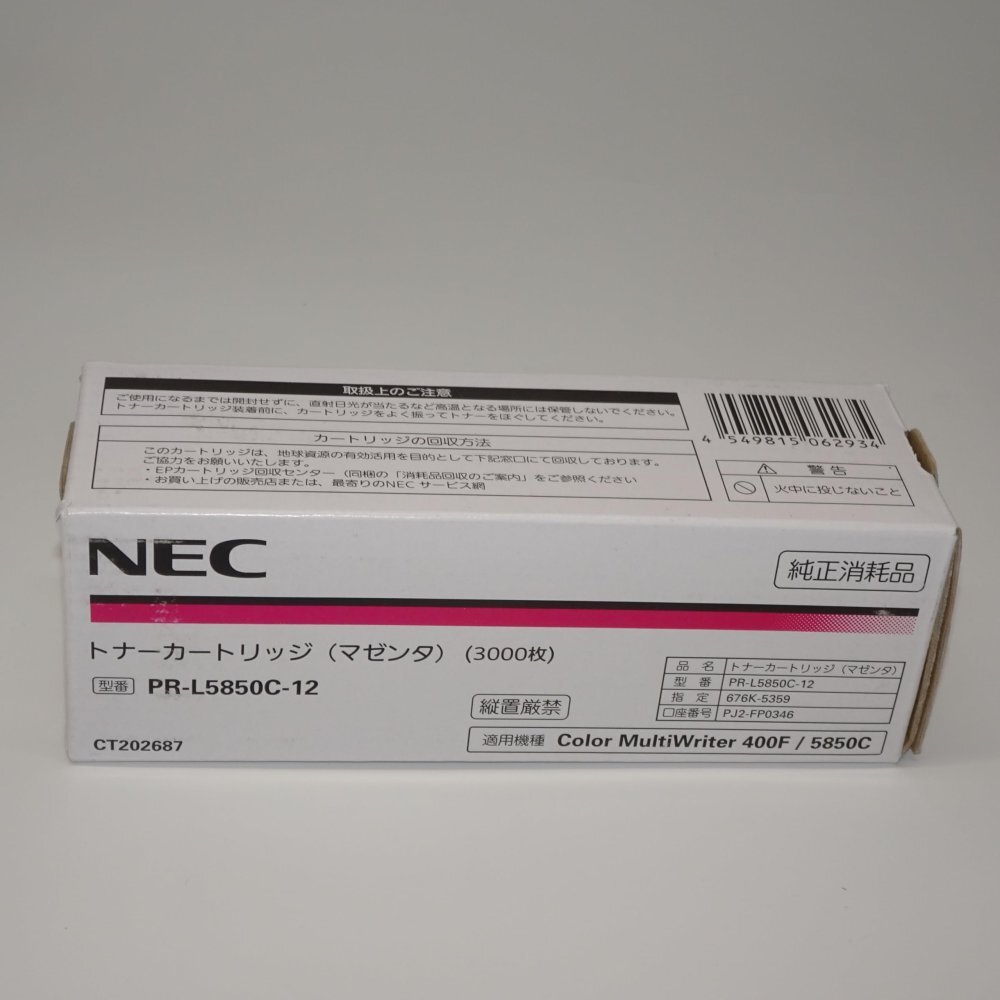 取扱上のご注意
ご使用になるまでは開封せずに、直射日光が当たるなど高温となる場所には保管しないでください。
トナーカートリッジ装着前に、カートリッジをよく振ってトナーをほぐしてください。
カートリッジの回収方法
このカートリッジは、地球資源の有効活用を目的として下記窓口にて回収しております。
ご協力をお願いいたします。
・EPカートリッジ回収センター（同梱の「消耗品回収のご案内」をご参照ください
・お買い上げの販売店または、最寄りのNEC サービス網
4 549815 062934
警告
火中に投じないこと
NEC
純正消耗品
トナーカートリッジ（マゼンタ）（3000枚）
型番 PR-L5850C-12
縦置厳禁
品名 トナーカートリッジ（マゼンタ）
型番 PR-L5850C-12
指定 676K-5359
口座番号 PJ2-FP0346
CT202687
適用機種 Color MultiWriter 400F / 5850C